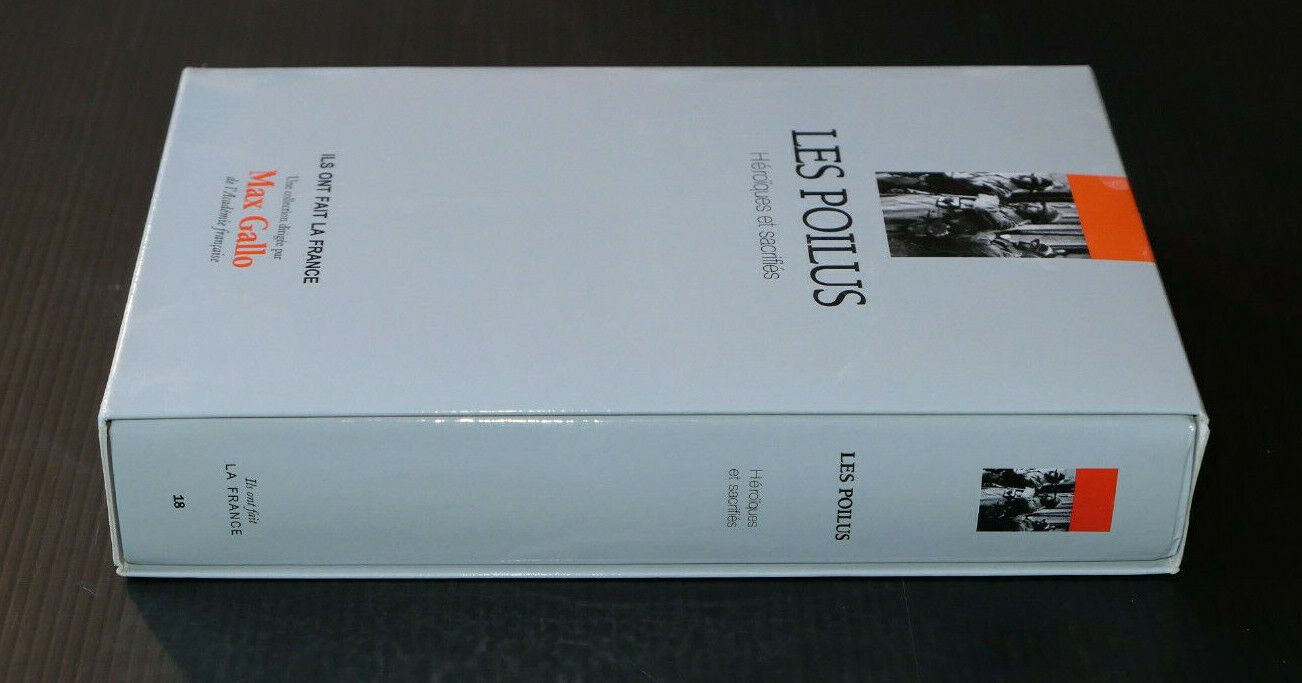 LES POILUS
Héroïques et sacrifiés
ILS ONT FAIT LA FRANCE
Une collection dirigée par
Max Gallo
de l'Académie française
LES POILUS
Héroïques
et sacrifiés
Ils ont fait
LA FRANCE
18